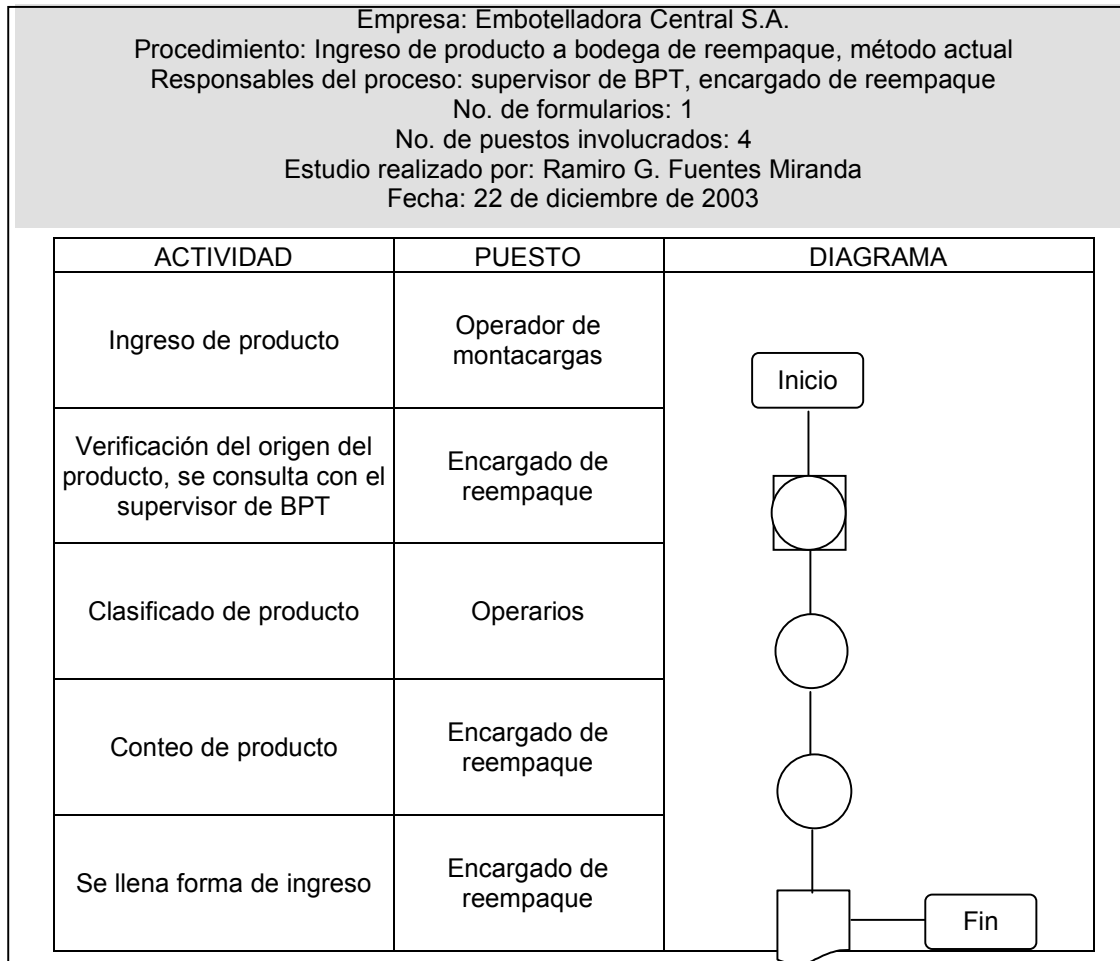 Empresa: Embotelladora Central S.A.
Procedimiento: Ingreso de producto a bodega de reempaque, método actual
Responsables del proceso: supervisor de BPT, encargado de reempaque
No. de formularios: 1
No. de puestos involucrados: 4
Estudio realizado por: Ramiro G. Fuentes Miranda
Fecha: 22 de diciembre de 2003
ACTIVIDAD PUESTO DIAGRAMA
Ingreso de producto
Operador de
montacargas
Inicio
Verificación del origen del
producto, se consulta con el
supervisor de BPT
Encargado de
reempaque
Clasificado de producto
Operarios
Conteo de producto
Encargado de
reempaque
Se llena forma de ingreso
Encargado de
reempaque
Fin